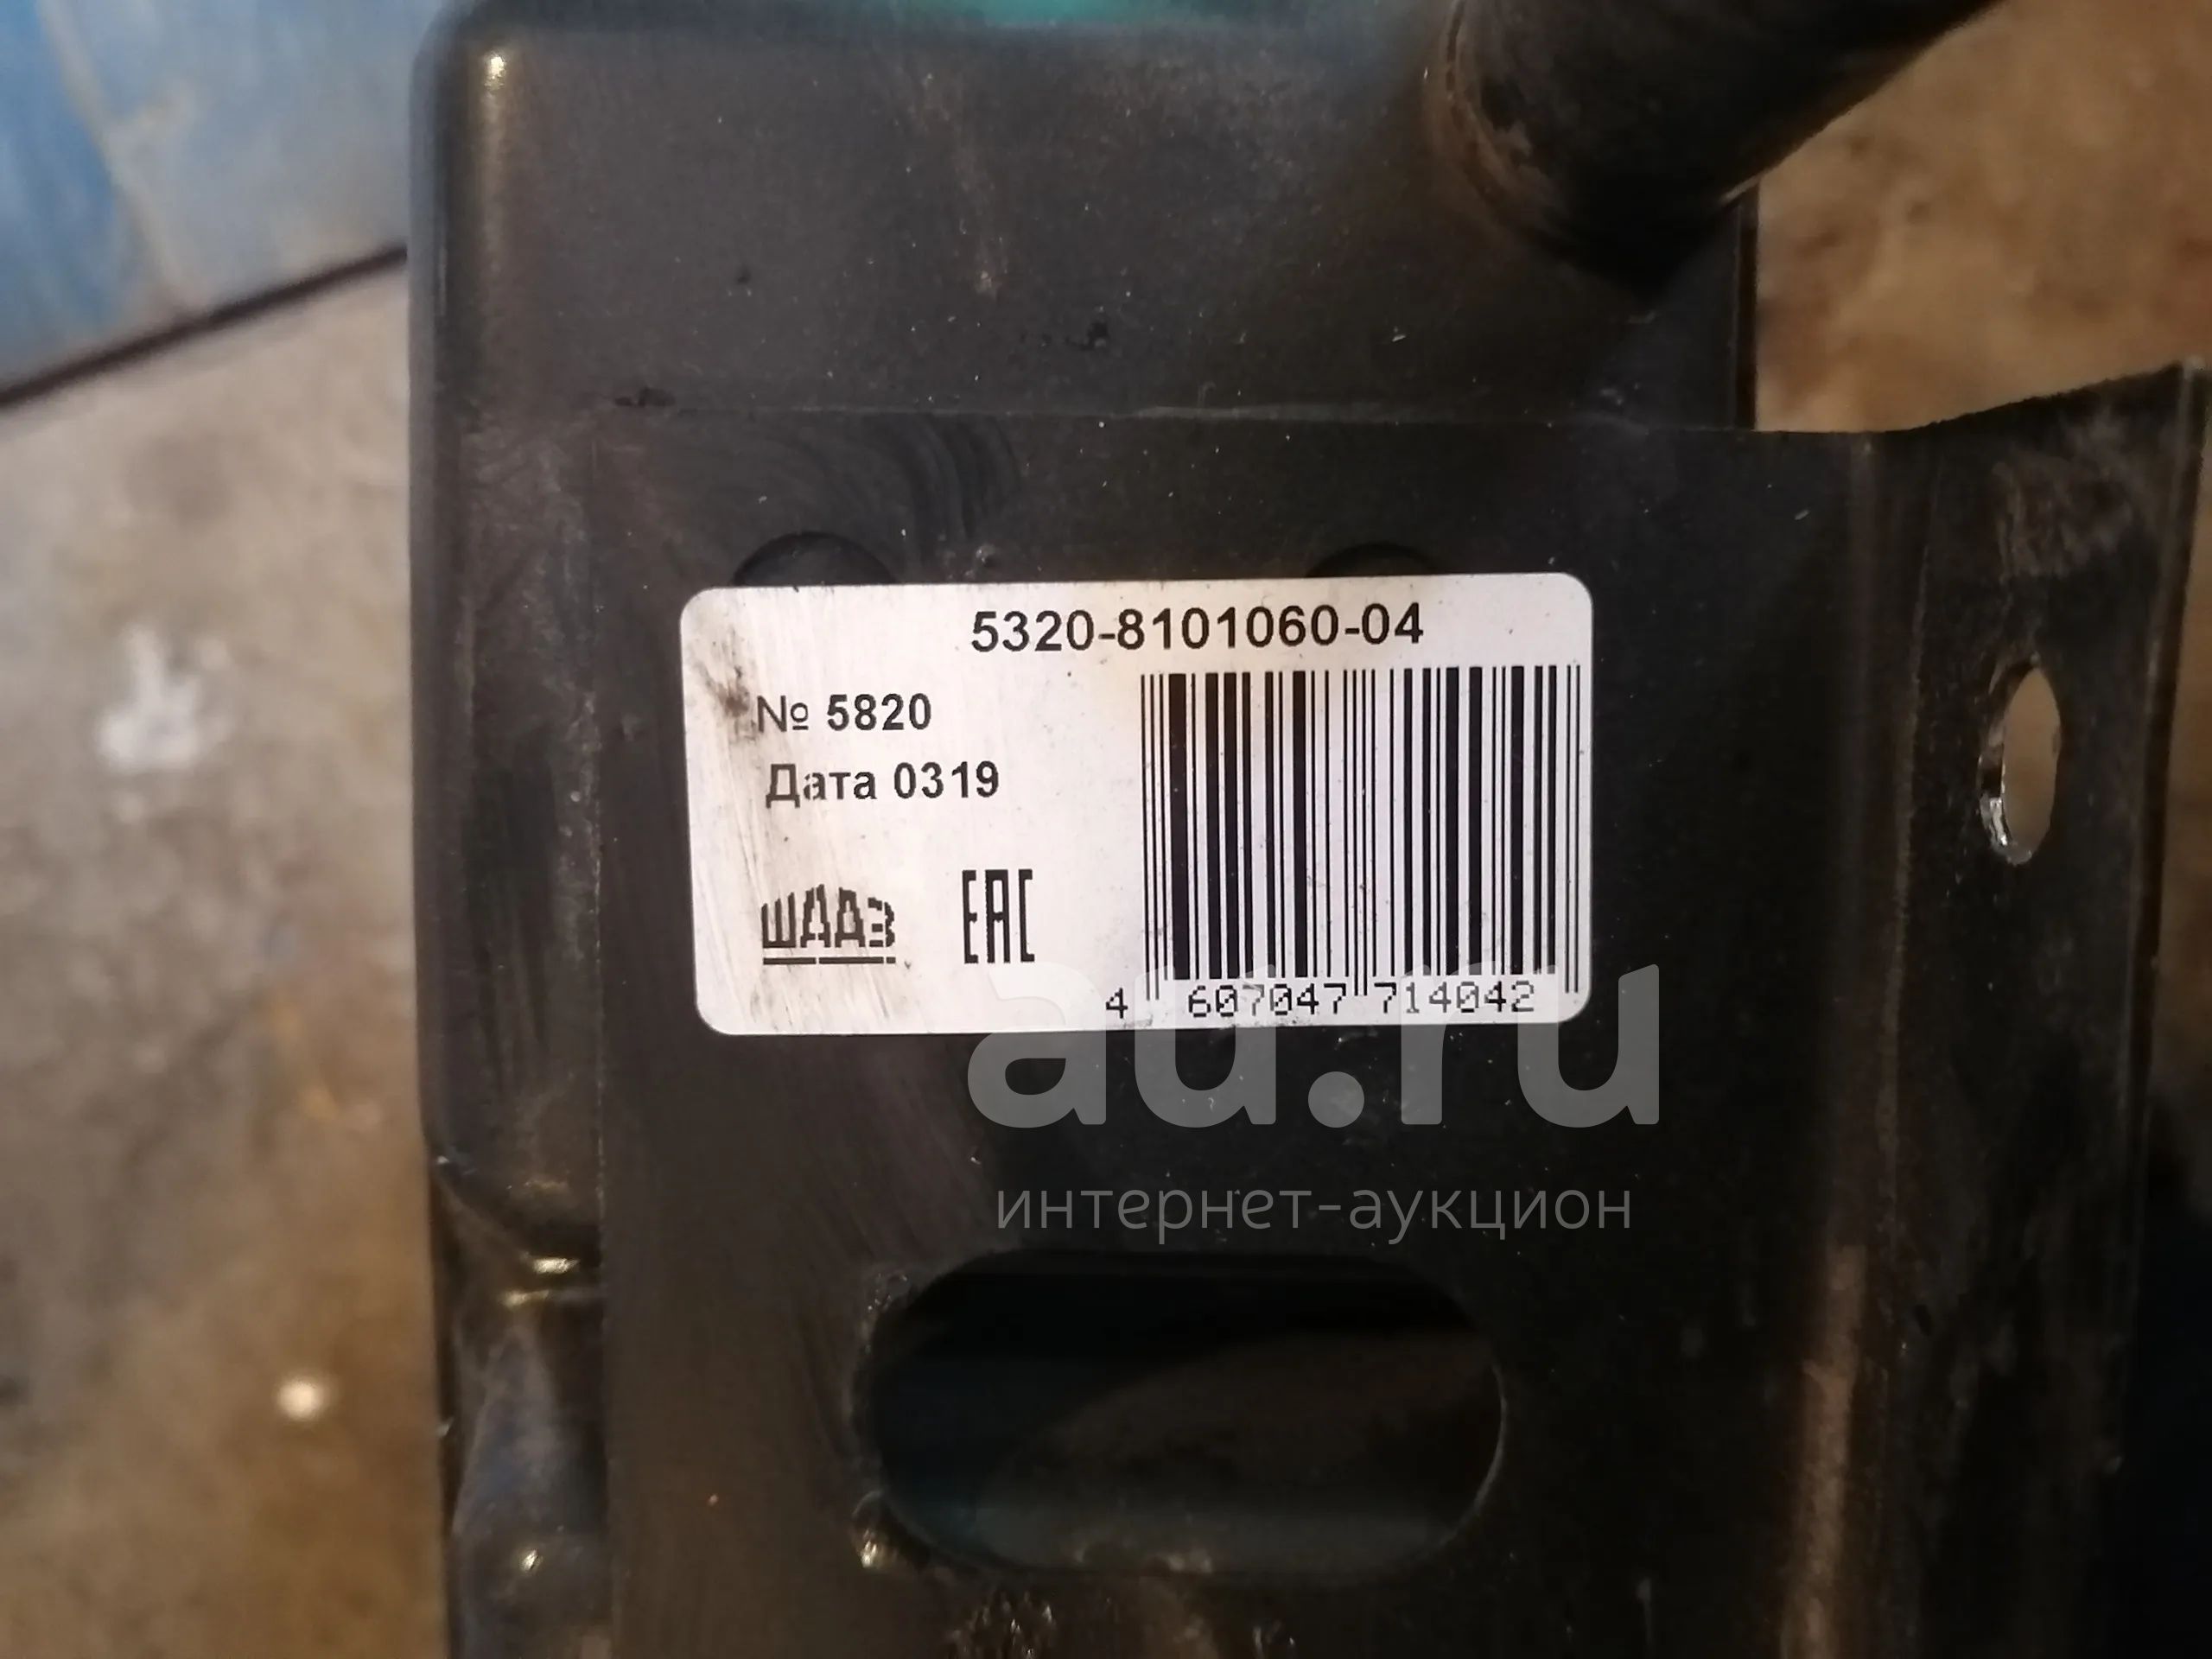 5320-8101060-04
№ 5820
Дата 0319
ШААЗ
EAC
4 607047 714042
au.ru
интернет-аукцион